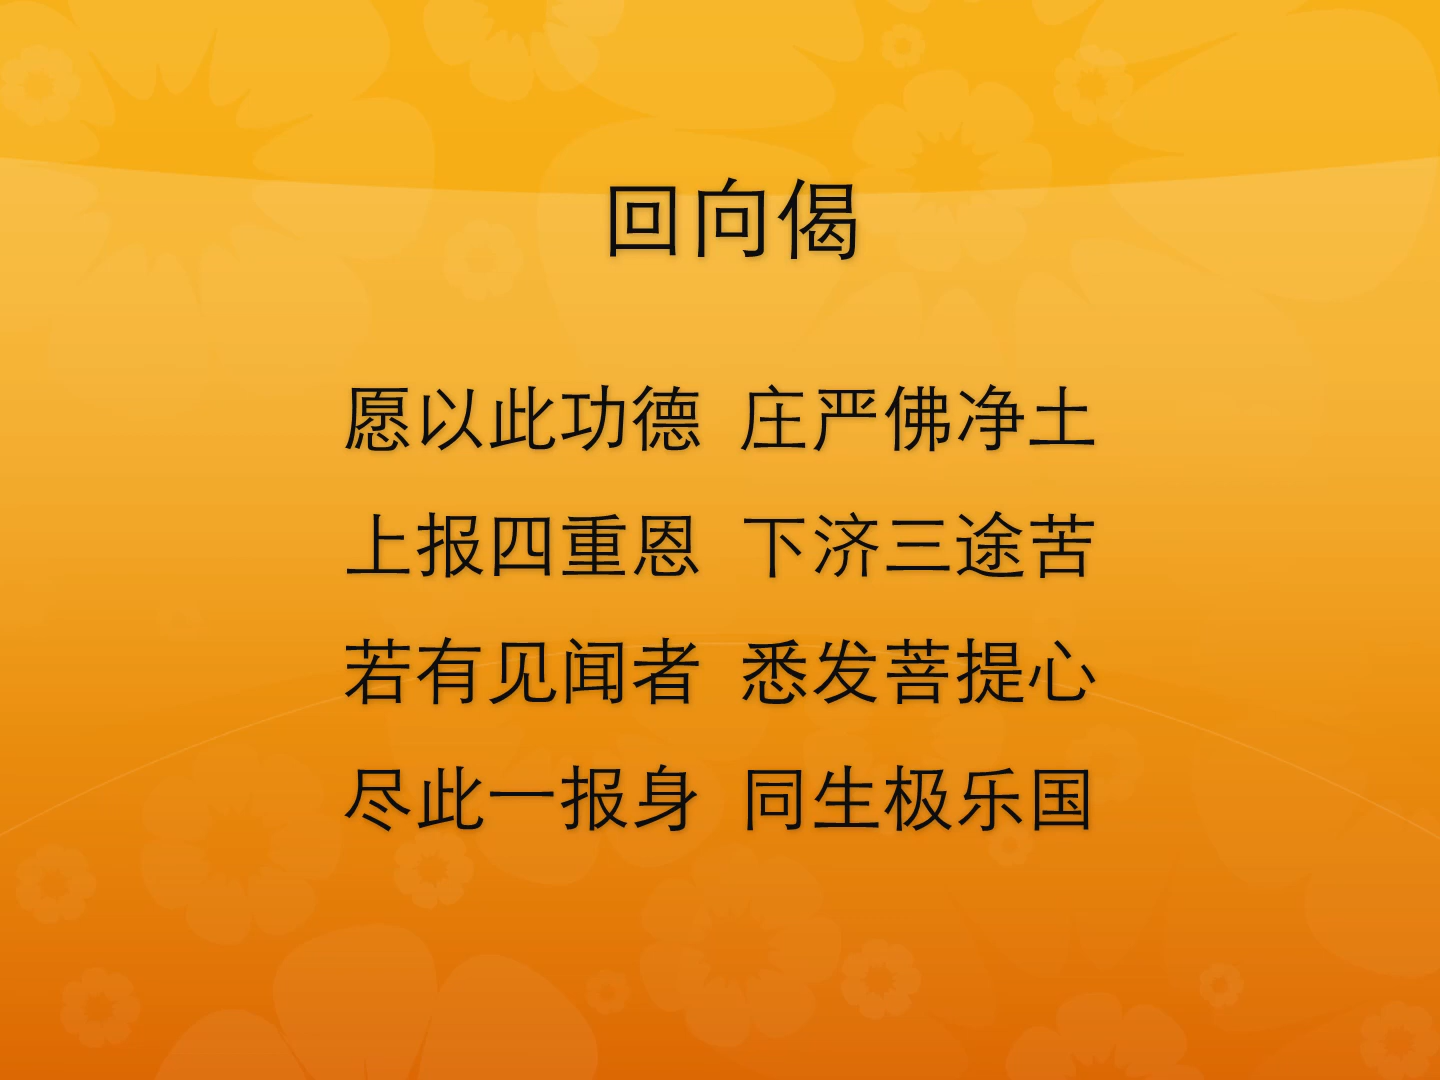 回向偈
愿以此功德 庄严佛净土
上报四重恩 下济三途苦
若有见闻者 悉发菩提心
尽此一报身 同生极乐国